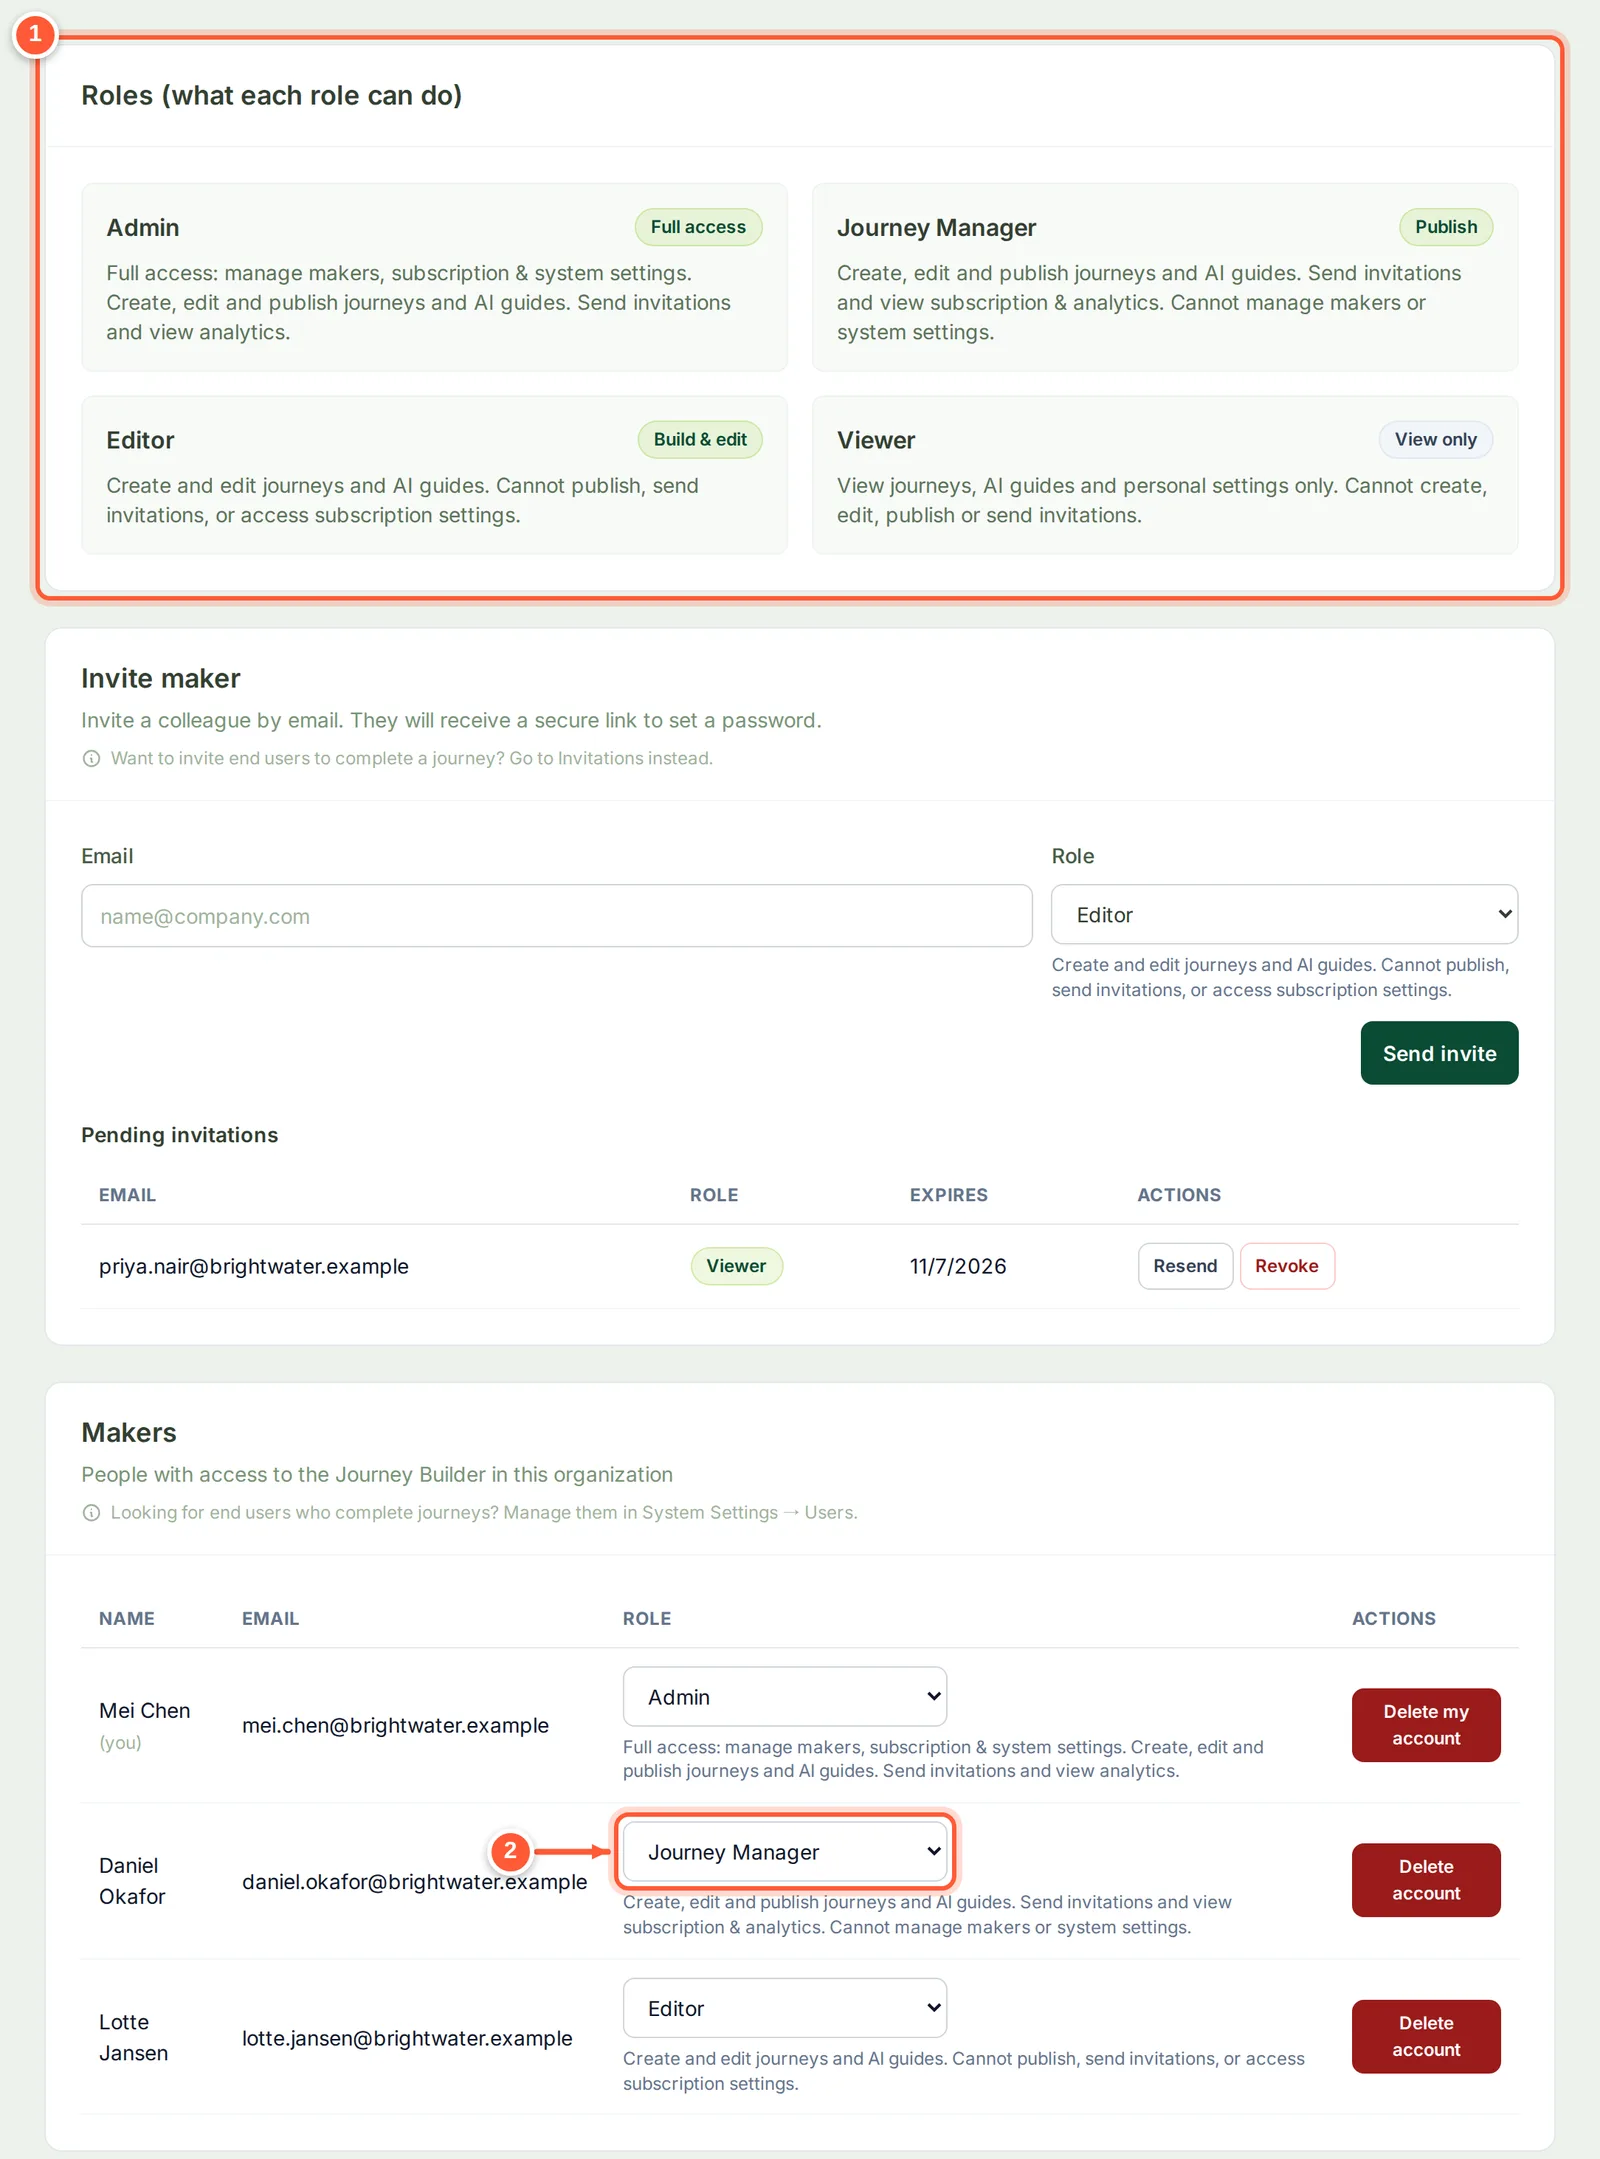 1
Roles (what each role can do)
Admin
Full access
Full access: manage makers, subscription & system settings.
Create, edit and publish journeys and AI guides. Send invitations
and view analytics.
Journey Manager
Publish
Create, edit and publish journeys and AI guides. Send invitations
and view subscription & analytics. Cannot manage makers or
system settings.
Editor
Build & edit
Create and edit journeys and AI guides. Cannot publish, send
invitations, or access subscription settings.
Viewer
View only
View journeys, AI guides and personal settings only. Cannot create,
edit, publish or send invitations.
Invite maker
Invite a colleague by email. They will receive a secure link to set a password.
Want to invite end users to complete a journey? Go to Invitations instead.
Email
name@company.com
Role
Editor
Create and edit journeys and AI guides. Cannot publish,
send invitations, or access subscription settings.
Send invite
Pending invitations
EMAIL ROLE EXPIRES ACTIONS
priya.nair@brightwater.example Viewer 11/7/2026 Resend Revoke
Makers
People with access to the Journey Builder in this organization
Looking for end users who complete journeys? Manage them in System Settings → Users.
NAME EMAIL ROLE ACTIONS
Mei Chen
(you)
mei.chen@brightwater.example
Admin
Full access: manage makers, subscription & system settings. Create, edit and
publish journeys and AI guides. Send invitations and view analytics.
Delete my
account
Daniel
Okafor
daniel.okafor@brightwater.example
2
Journey Manager
Create, edit and publish journeys and AI guides. Send invitations and view
subscription & analytics. Cannot manage makers or system settings.
Delete
account
Lotte
Jansen
lotte.jansen@brightwater.example
Editor
Create and edit journeys and AI guides. Cannot publish, send invitations, or access
subscription settings.
Delete
account